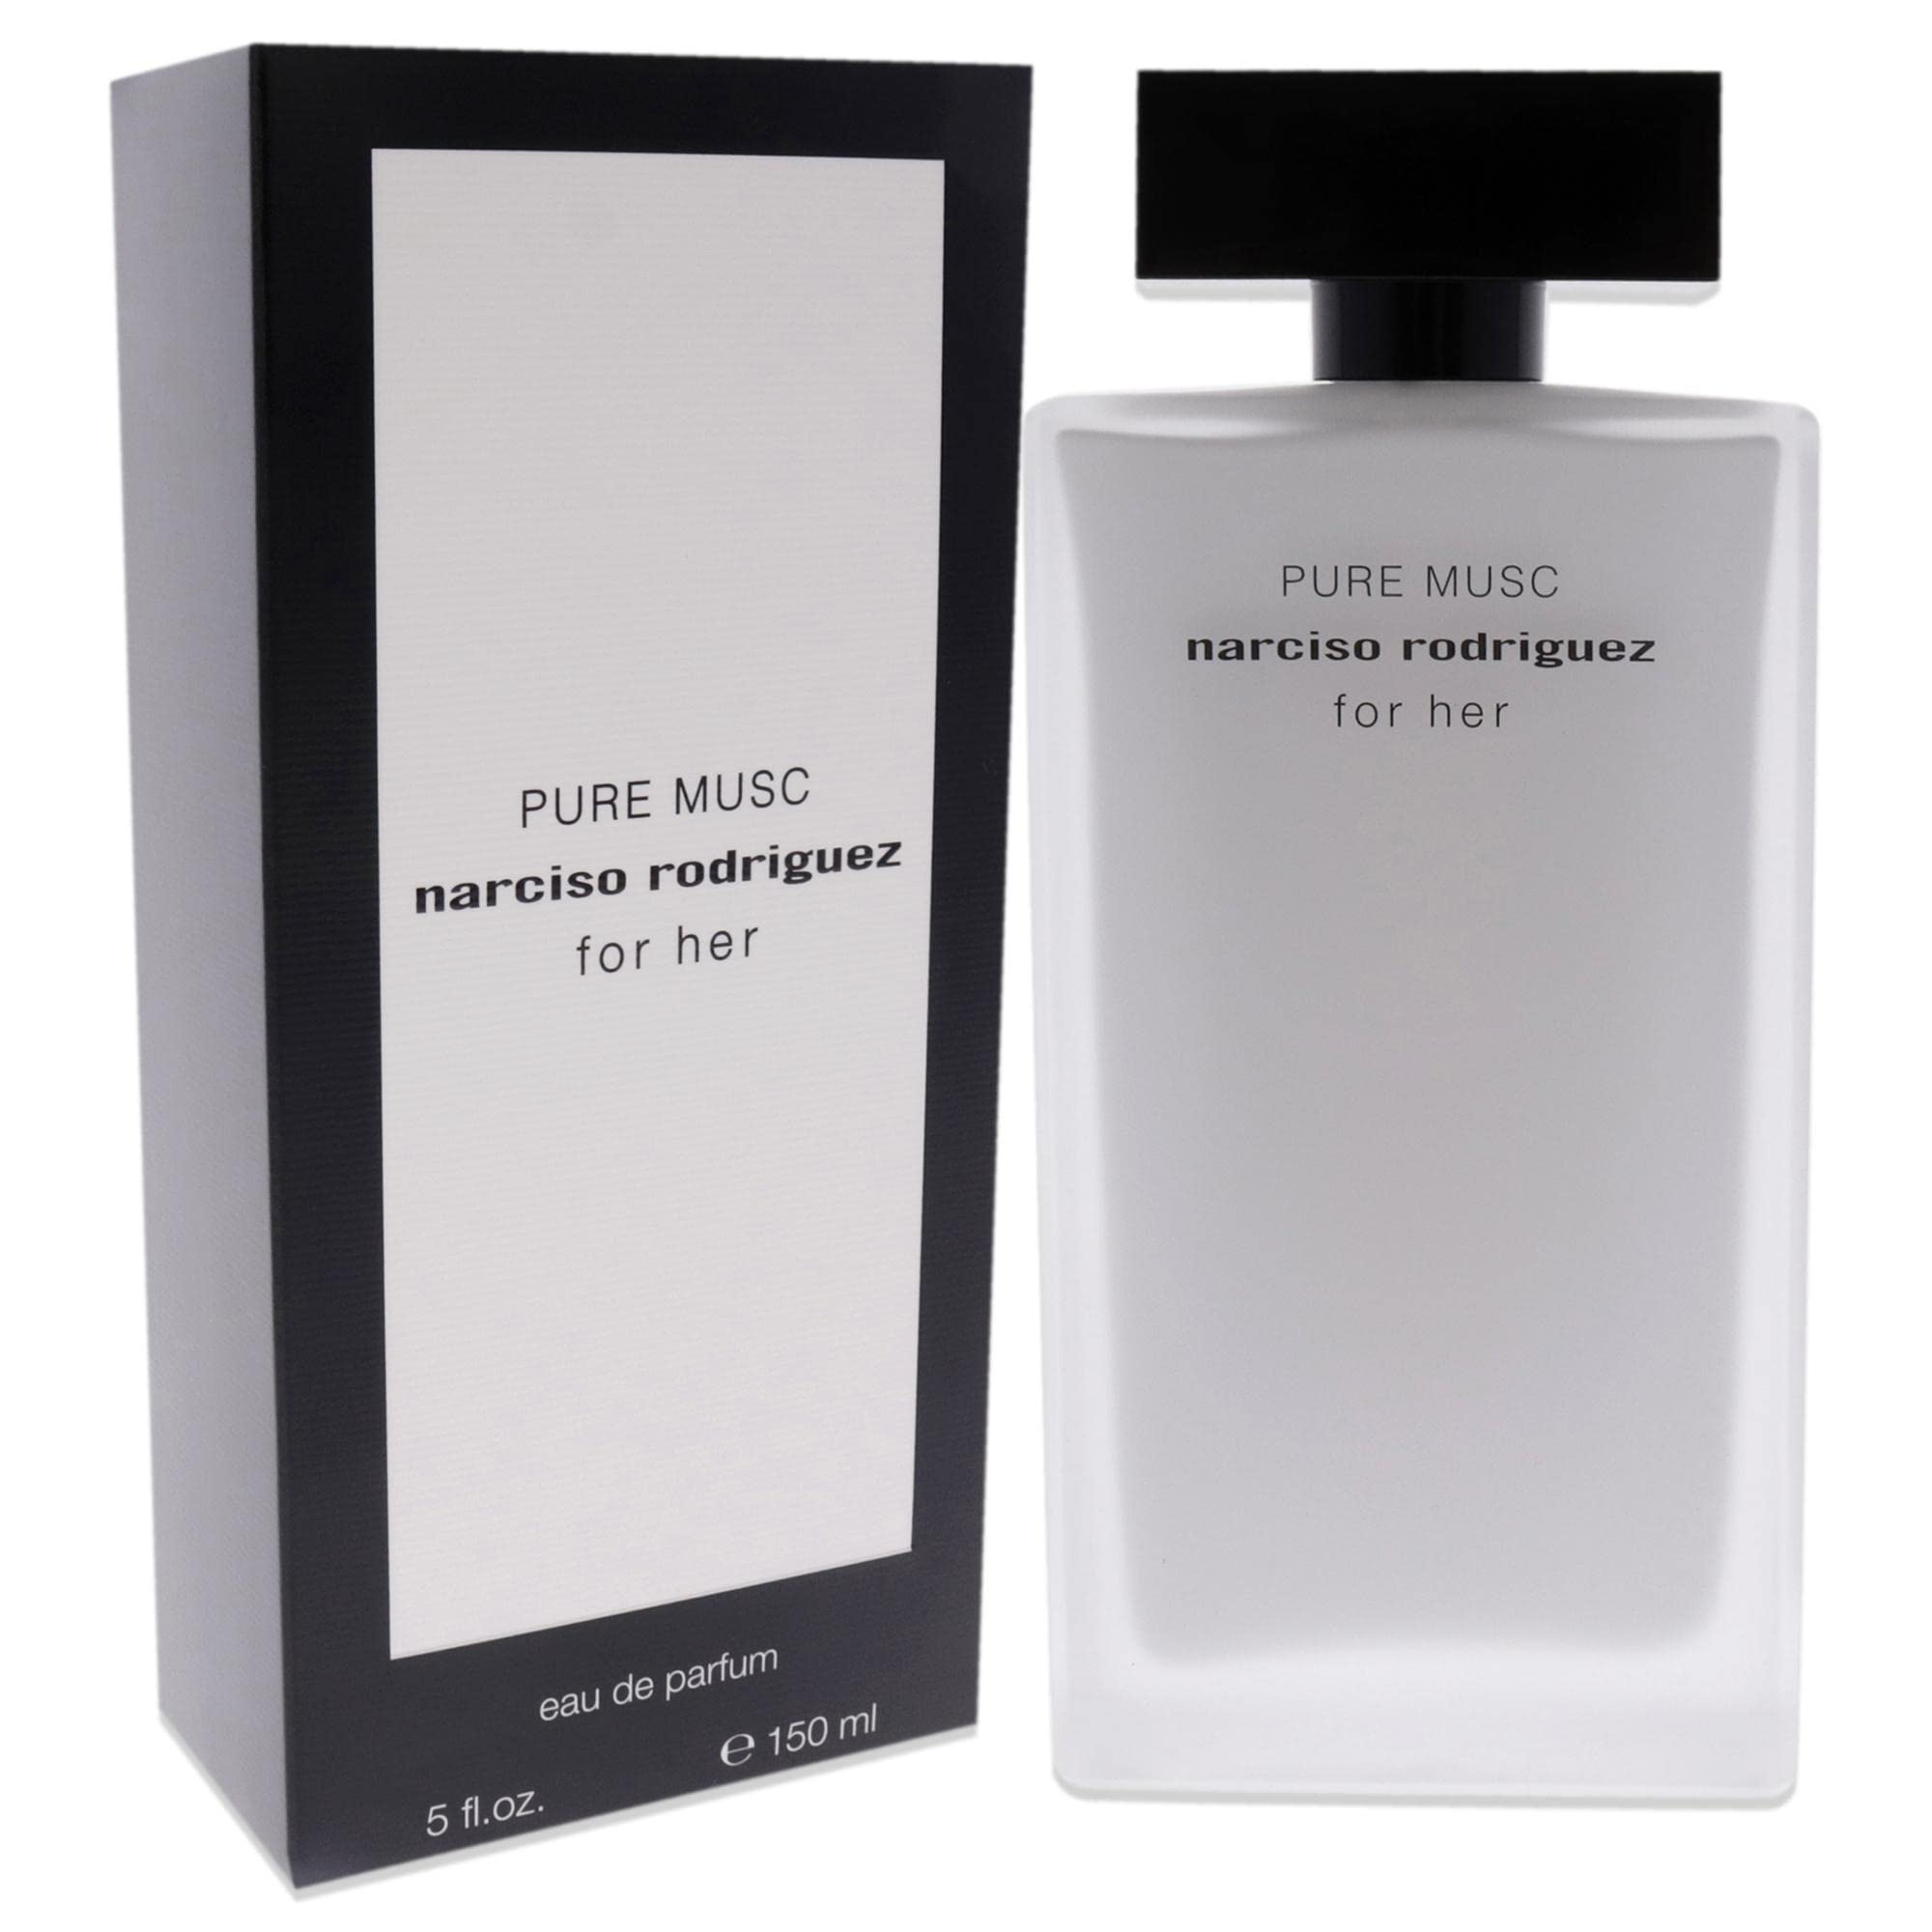 PURE MUSC
narciso rodriguez
for her
eau de parfum
5 fl.oz. ℮ 150 ml
PURE MUSC
narciso rodriguez
for her